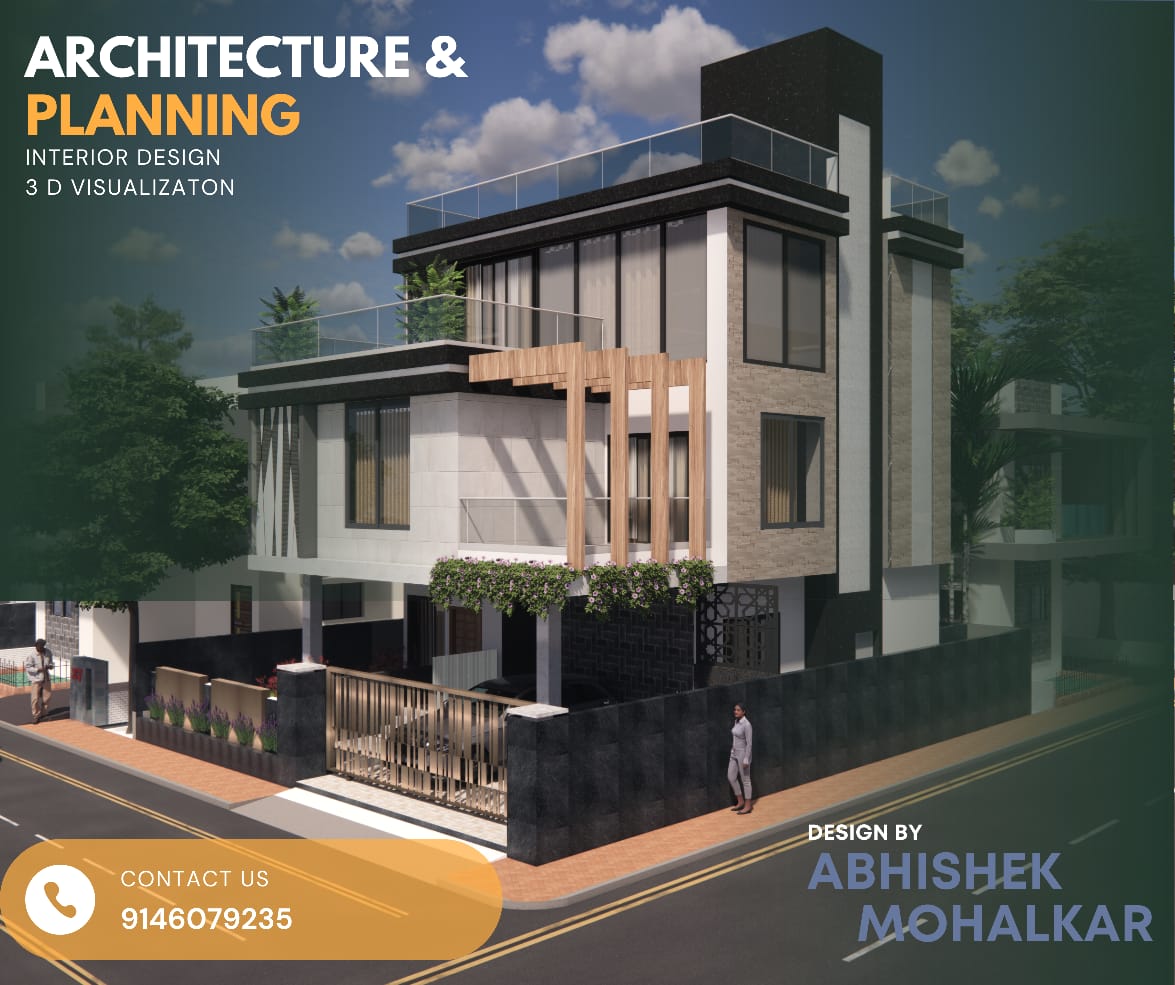 ARCHITECTURE &
PLANNING
INTERIOR DESIGN
3 D VISUALIZATON
CONTACT US
9146079235
DESIGN BY
ABHISHEK
MOHALKAR